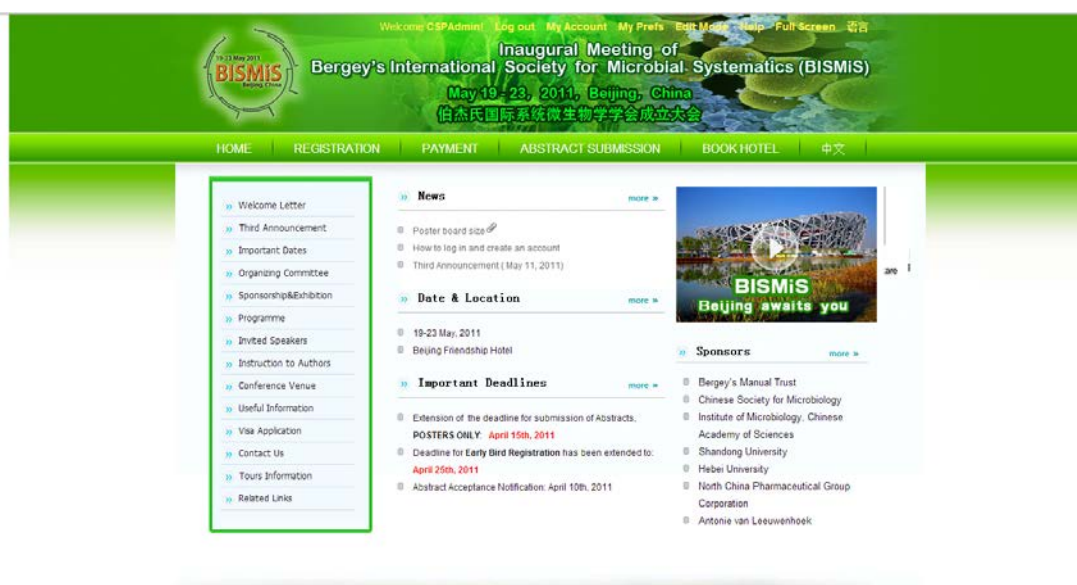 Welcome CSPAdmin! Log out My Account My Prefs Edit Mode Help Full Screen 语言
19-23 May 2011
BISMiS
Beijing, China
Inaugural Meeting of
Bergey's International Society for Microbial Systematics (BISMiS)
May 19 - 23, 2011, Beijing, China
伯杰氏国际系统微生物学学会成立大会
HOME REGISTRATION PAYMENT ABSTRACT SUBMISSION BOOK HOTEL 中文
Welcome Letter
Third Announcement
Important Dates
Organizing Committee
Sponsorship&Exhibition
Programme
Invited Speakers
Instruction to Authors
Conference Venue
Useful Information
Visa Application
Contact Us
Tours Information
Related Links
News more »
Poster board size
How to log in and create an account
Third Announcement ( May 11, 2011)
Date & Location more »
19-23 May, 2011
Beijing Friendship Hotel
Important Deadlines more »
Extension of the deadline for submission of Abstracts,
POSTERS ONLY: April 15th, 2011
Deadline for Early Bird Registration has been extended to:
April 25th, 2011
Abstract Acceptance Notification: April 10th, 2011
BISMiS
Beijing awaits you
are
Sponsors more »
Bergey's Manual Trust
Chinese Society for Microbiology
Institute of Microbiology, Chinese
Academy of Sciences
Shandong University
Hebei University
North China Pharmaceutical Group
Corporation
Antonie van Leeuwenhoek